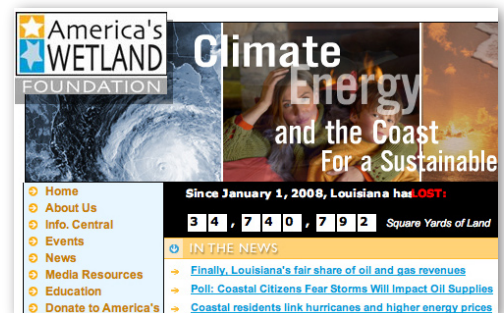 America's
WETLAND
FOUNDATION
Climate
Energy
and the Coast
For a Sustainable
Home
About Us
Info. Central
Events
News
Media Resources
Education
Donate to America's
Since January 1, 2008, Louisiana has LOST:
34,740,792 Square Yards of Land
IN THE NEWS
Finally, Louisiana's fair share of oil and gas revenues
Poll: Coastal Citizens Fear Storms Will Impact Oil Supplies
Coastal residents link hurricanes and higher energy prices